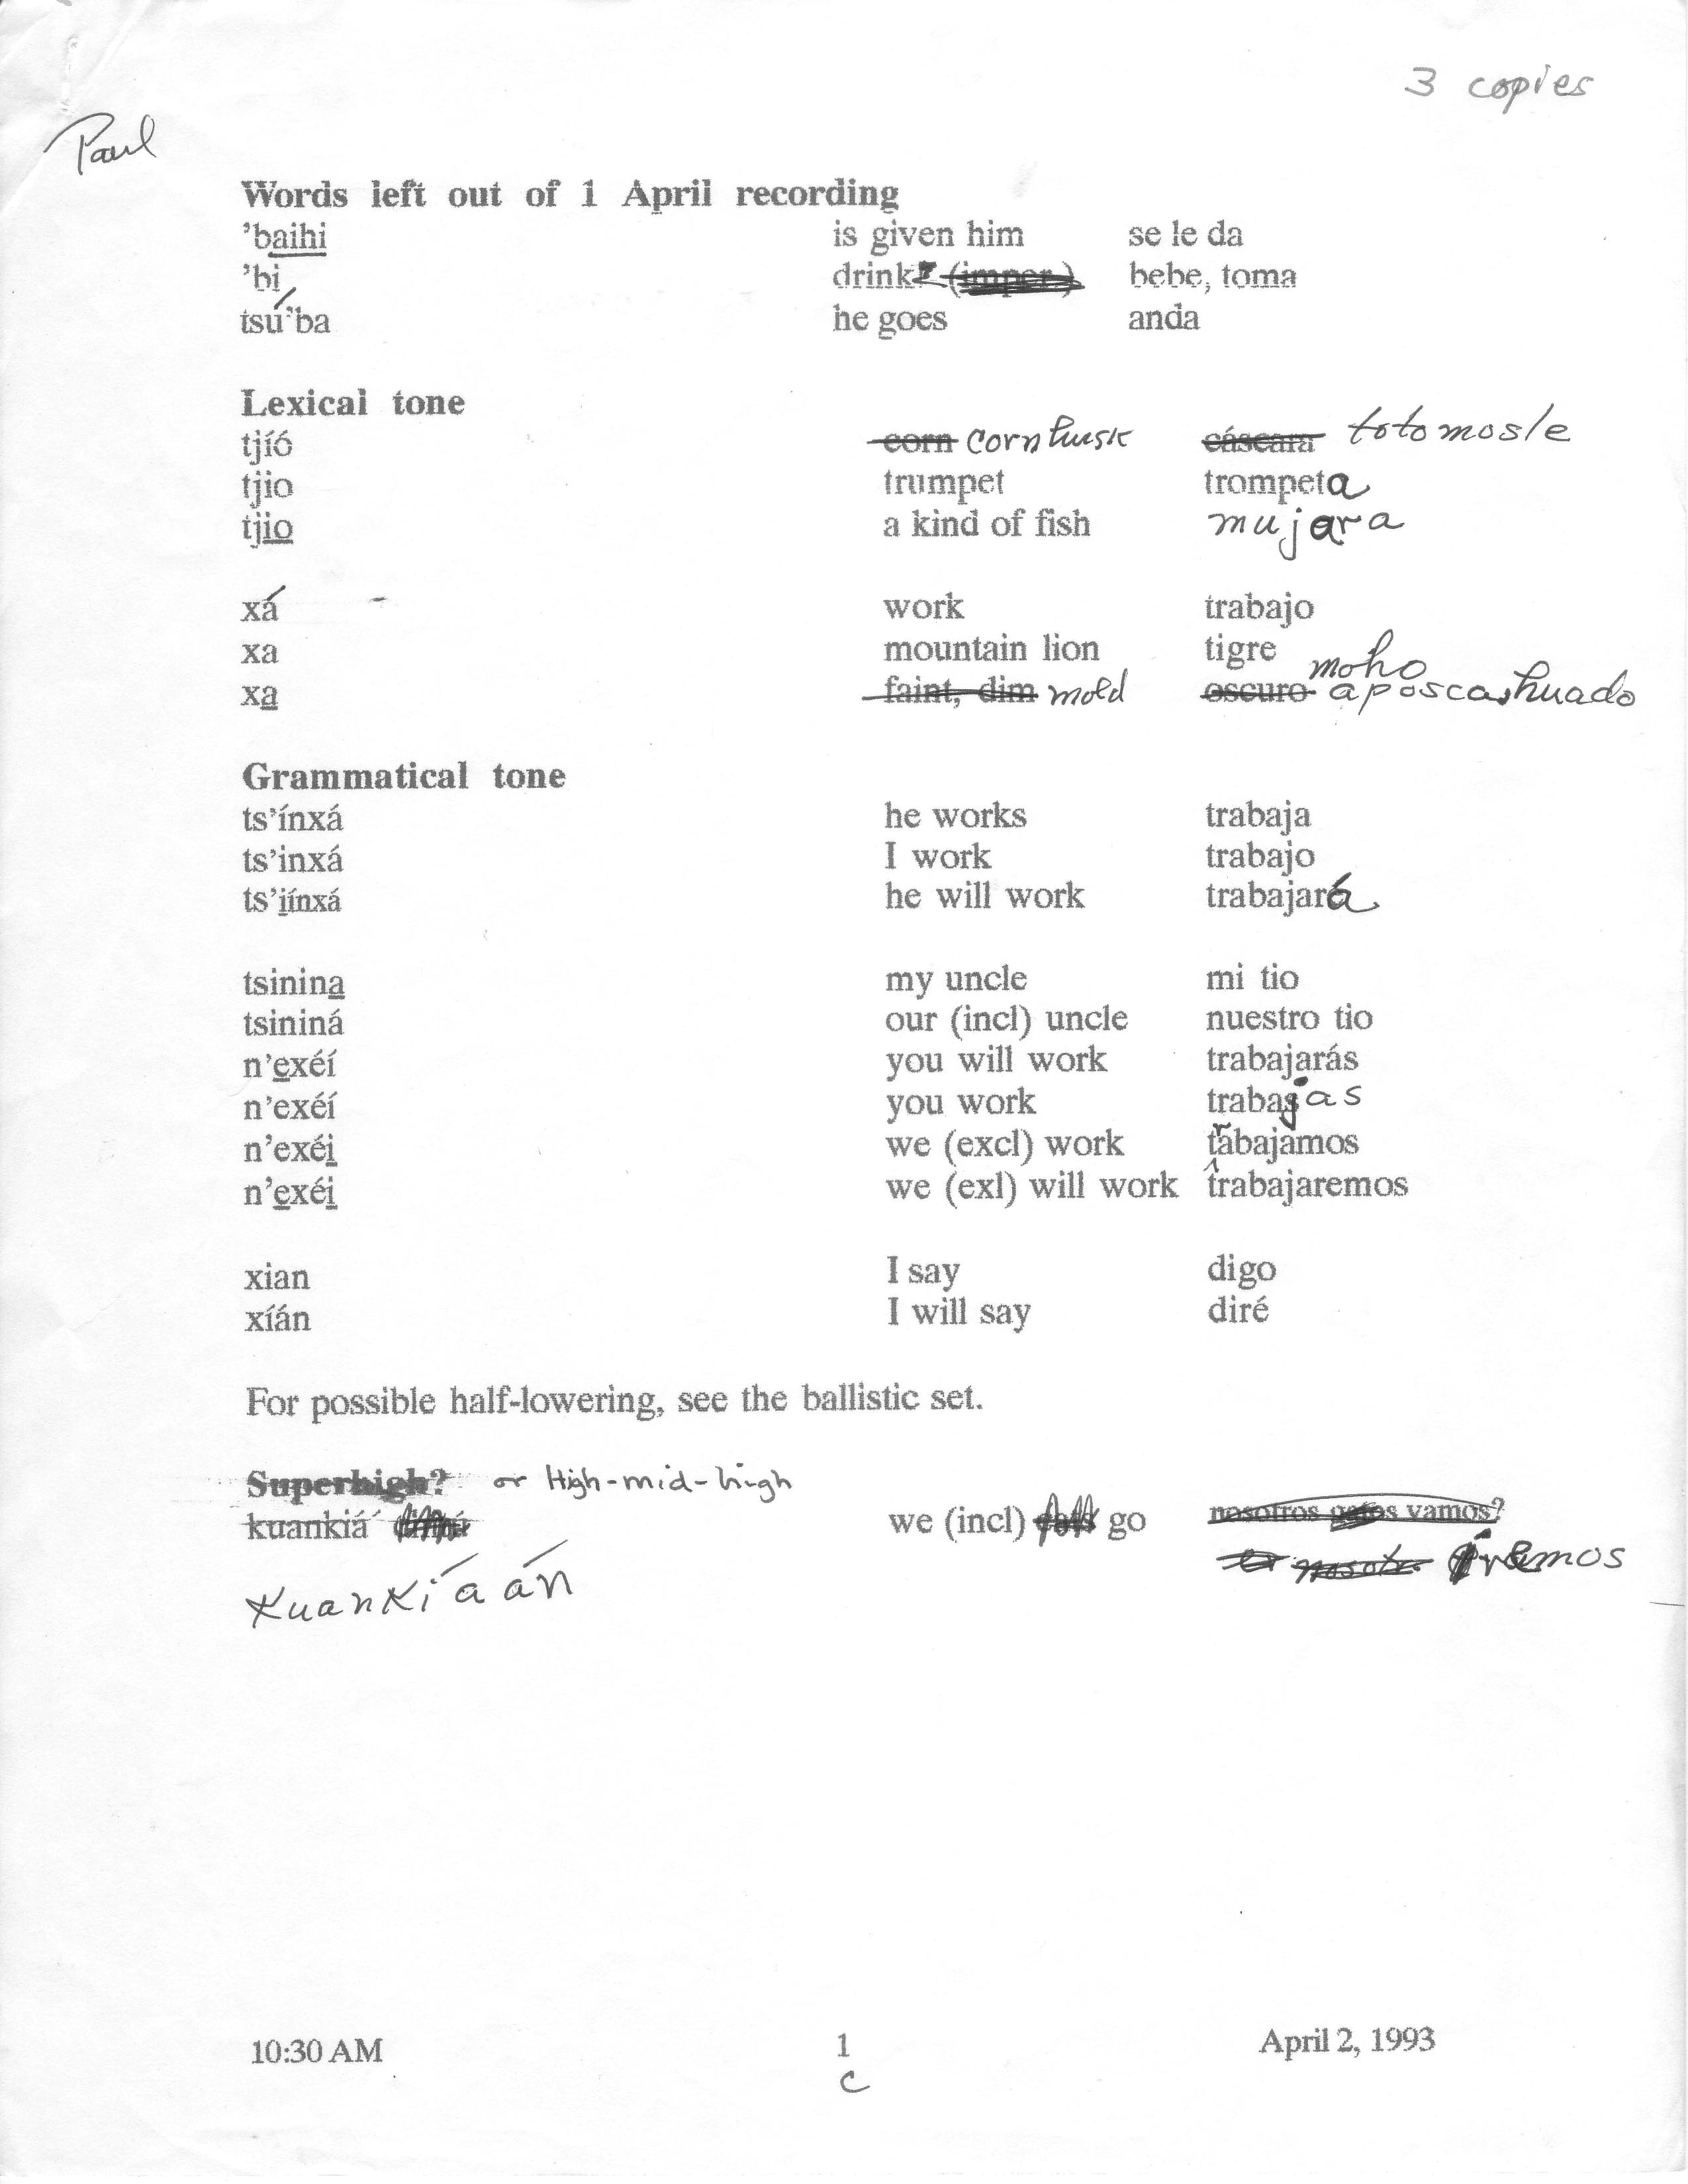 3 copies
Paul
Words left out of 1 April recording
’baihi is given him se le da
’bi drink (imper.) bebe, toma
tsú’ba he goes anda
Lexical tone
tjíó corn cornhusk cáscara totomosle
tjio trumpet trompeta
tjio a kind of fish mujara
xá work trabajo
xa mountain lion tigre moho
xa faint, dim mold oscuro aposcashuado
Grammatical tone
ts’ínxá he works trabaja
ts’inxá I work trabajo
ts’iínxá he will work trabajará
tsinina my uncle mi tio
tsininá our (incl) uncle nuestro tio
n’exéí you will work trabajarás
n’exéí you work trabajas
n’exéi we (excl) work trabajamos
n’exéi we (exl) will work trabajaremos
xian I say digo
xíán I will say diré
For possible half-lowering, see the ballistic set.
Superhigh? or High-mid-high
kuankiá we (incl) go nosotros vamos?
iremos
kuankíaán
10:30 AM 1 April 2, 1993
c